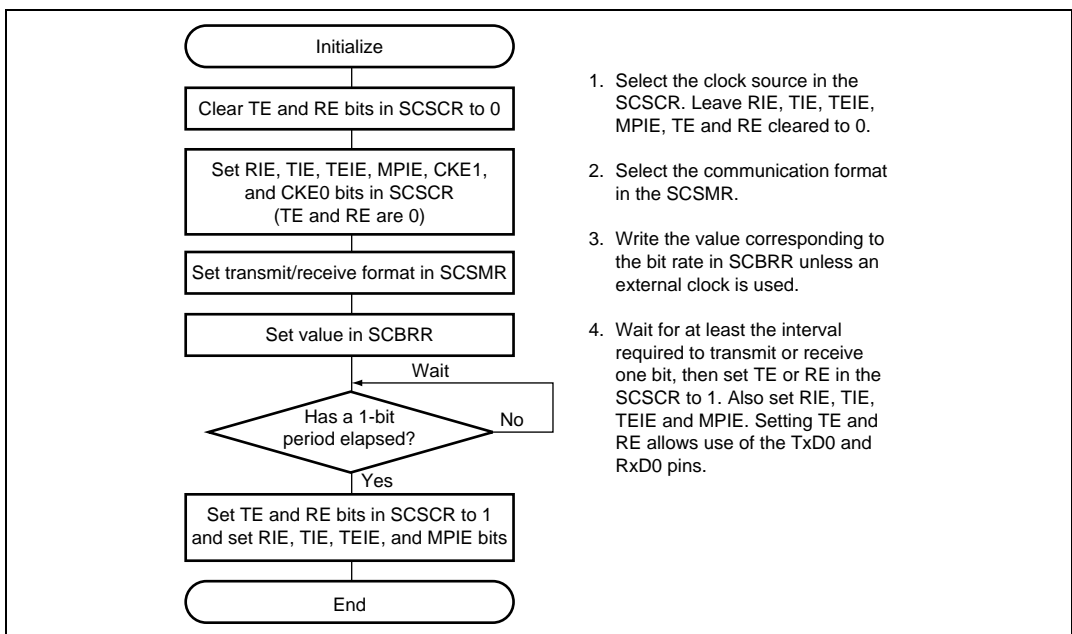 Initialize
Clear TE and RE bits in SCSCR to 0
Set RIE, TIE, TEIE, MPIE, CKE1,
and CKE0 bits in SCSCR
(TE and RE are 0)
Set transmit/receive format in SCSMR
Set value in SCBRR
Wait
Has a 1-bit
period elapsed?
No
Yes
Set TE and RE bits in SCSCR to 1
and set RIE, TIE, TEIE, and MPIE bits
End
1. Select the clock source in the
SCSCR. Leave RIE, TIE, TEIE,
MPIE, TE and RE cleared to 0.
2. Select the communication format
in the SCSMR.
3. Write the value corresponding to
the bit rate in SCBRR unless an
external clock is used.
4. Wait for at least the interval
required to transmit or receive
one bit, then set TE or RE in the
SCSCR to 1. Also set RIE, TIE,
TEIE and MPIE. Setting TE and
RE allows use of the TxD0 and
RxD0 pins.